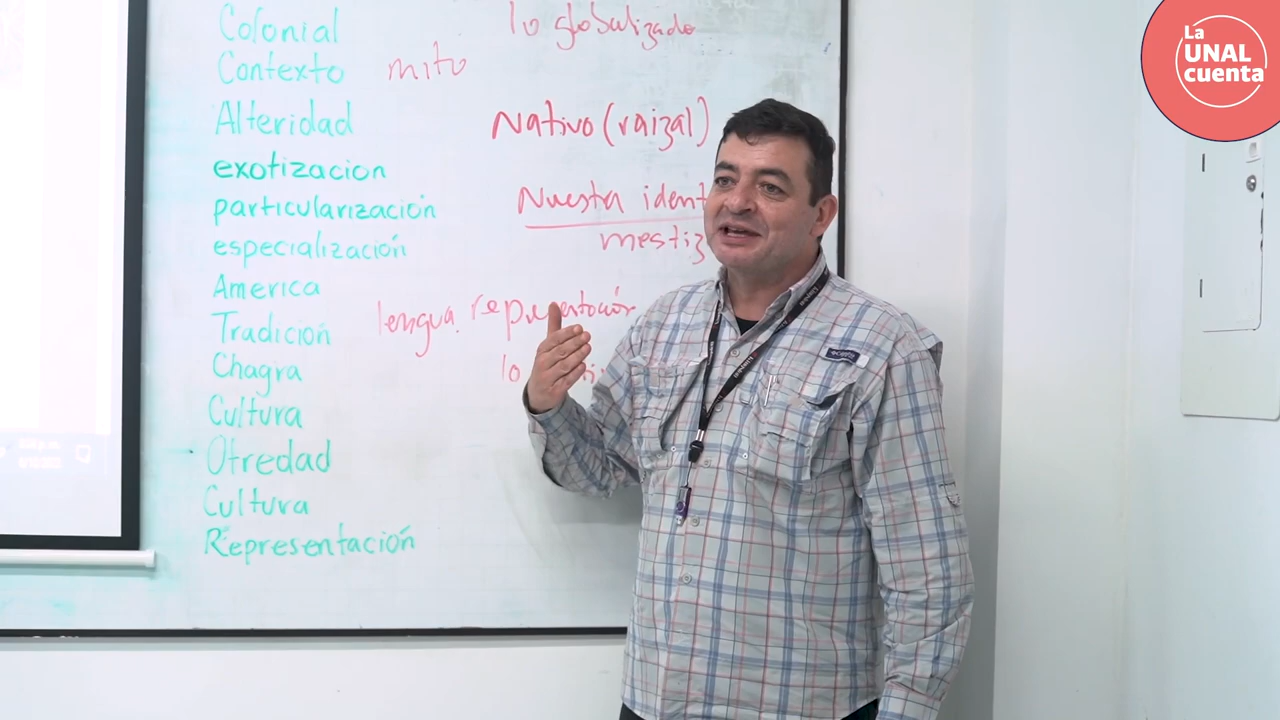 Colonial
Contexto
Alteridad
exotización
particularización
especialización
America
Tradición
Chagra
Cultura
Otredad
Cultura
Representación
lo globalizado
mito
Nativo (raizal)
Nuestra ident
mestiz
lengua. representación
lo
La
UNAL
cuenta